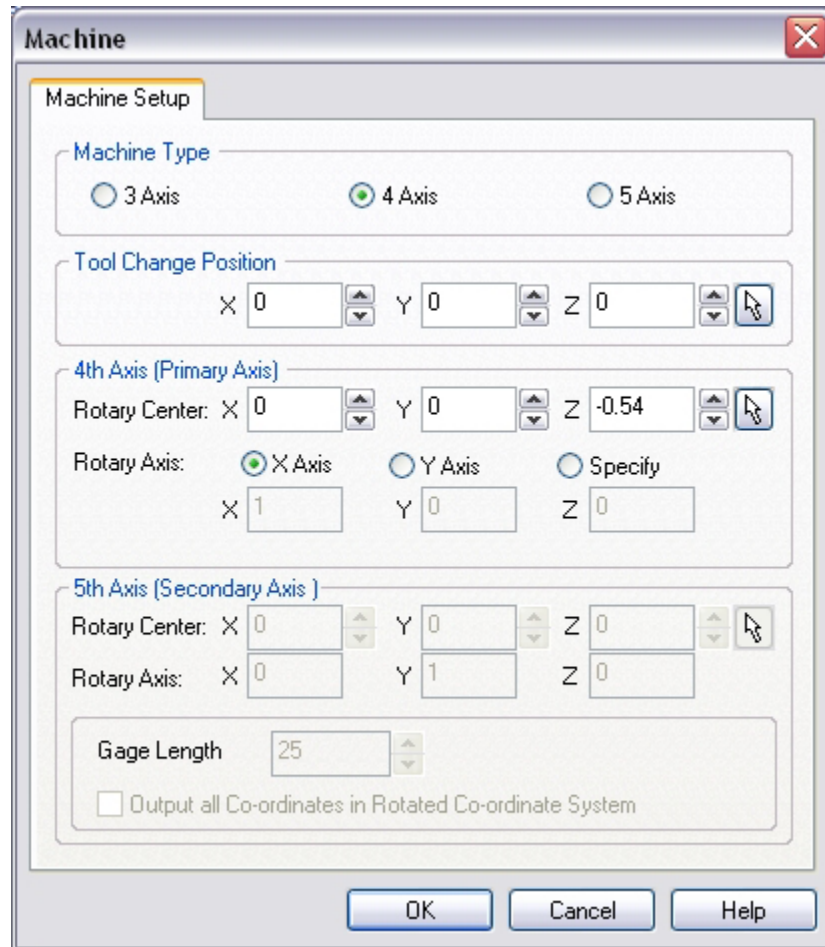 Machine
Machine Setup
Machine Type
3 Axis 4 Axis 5 Axis
Tool Change Position
X 0 Y 0 Z 0
4th Axis (Primary Axis)
Rotary Center: X 0 Y 0 Z -0.54
Rotary Axis: X Axis Y Axis Specify
X 1 Y 0 Z 0
5th Axis (Secondary Axis )
Rotary Center: X 0 Y 0 Z 0
Rotary Axis: X 0 Y 1 Z 0
Gage Length 25
Output all Co-ordinates in Rotated Co-ordinate System
OK Cancel Help